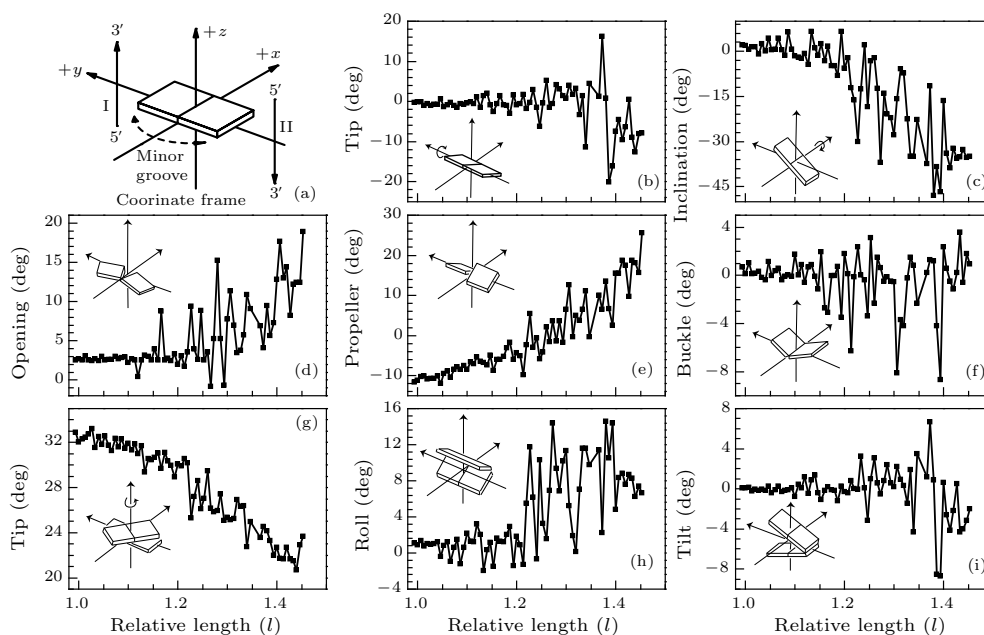 3′
+z
+x
+y
I
5′
5′
II
Minor
groove
3′
(a)
Coorinate frame
20
10
0
−10
−20
Tip (deg)
(b)
0
−15
−30
−45
Inclination (deg)
(c)
20
15
10
5
0
Opening (deg)
(d)
30
20
10
0
−10
Propeller (deg)
(e)
4
0
−4
−8
Buckle (deg)
(f)
36
32
28
24
20
Tip (deg)
(g)
1.0 1.2 1.4
Relative length (l)
16
12
8
4
0
−4
Roll (deg)
(h)
1.0 1.2 1.4
Relative length (l)
8
4
0
−4
−8
Tilt (deg)
(i)
1.0 1.2 1.4
Relative length (l)